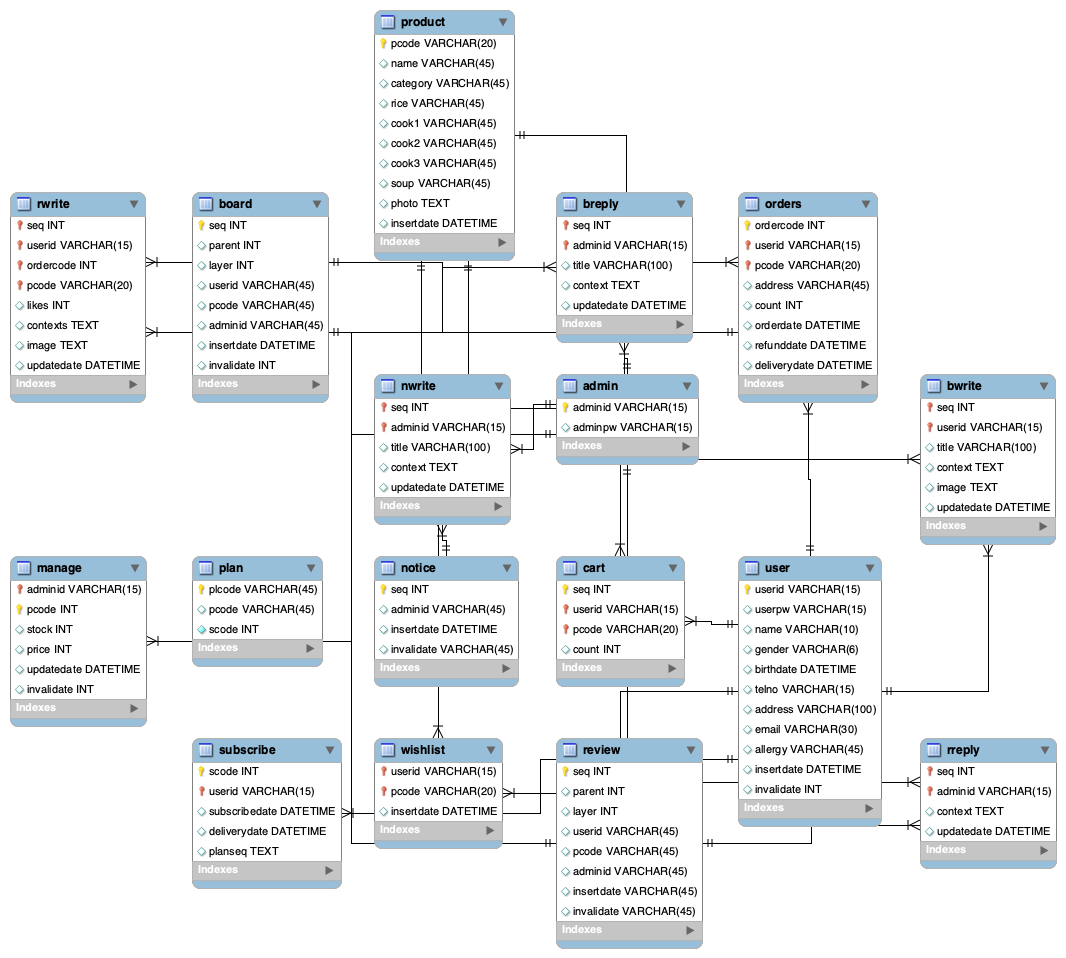 product
pcode VARCHAR(20)
name VARCHAR(45)
category VARCHAR(45)
rice VARCHAR(45)
cook1 VARCHAR(45)
cook2 VARCHAR(45)
cook3 VARCHAR(45)
soup VARCHAR(45)
photo TEXT
insertdate DATETIME
Indexes
rwrite
seq INT
userid VARCHAR(15)
ordercode INT
pcode VARCHAR(20)
likes INT
contexts TEXT
image TEXT
updatedate DATETIME
Indexes
board
seq INT
parent INT
layer INT
userid VARCHAR(45)
pcode VARCHAR(45)
adminid VARCHAR(45)
insertdate DATETIME
invalidate INT
Indexes
breply
seq INT
adminid VARCHAR(15)
title VARCHAR(100)
context TEXT
updatedate DATETIME
Indexes
orders
ordercode INT
userid VARCHAR(15)
pcode VARCHAR(20)
address VARCHAR(45)
count INT
orderdate DATETIME
refunddate DATETIME
deliverydate DATETIME
Indexes
nwrite
seq INT
adminid VARCHAR(15)
title VARCHAR(100)
context TEXT
updatedate DATETIME
Indexes
admin
adminid VARCHAR(15)
adminpw VARCHAR(15)
Indexes
bwrite
seq INT
userid VARCHAR(15)
title VARCHAR(100)
context TEXT
image TEXT
updatedate DATETIME
Indexes
manage
adminid VARCHAR(15)
pcode INT
stock INT
price INT
updatedate DATETIME
invalidate INT
Indexes
plan
plcode VARCHAR(45)
pcode VARCHAR(45)
scode INT
Indexes
notice
seq INT
adminid VARCHAR(45)
insertdate DATETIME
invalidate VARCHAR(45)
Indexes
cart
seq INT
userid VARCHAR(15)
pcode VARCHAR(20)
count INT
Indexes
user
userid VARCHAR(15)
userpw VARCHAR(15)
name VARCHAR(10)
gender VARCHAR(6)
birthdate DATETIME
telno VARCHAR(15)
address VARCHAR(100)
email VARCHAR(30)
allergy VARCHAR(45)
insertdate DATETIME
invalidate INT
Indexes
subscribe
scode INT
userid VARCHAR(15)
subscribedate DATETIME
deliverydate DATETIME
planseq TEXT
Indexes
wishlist
userid VARCHAR(15)
pcode VARCHAR(20)
insertdate DATETIME
Indexes
review
seq INT
parent INT
layer INT
userid VARCHAR(45)
pcode VARCHAR(45)
adminid VARCHAR(45)
insertdate VARCHAR(45)
invalidate VARCHAR(45)
Indexes
rreply
seq INT
adminid VARCHAR(15)
context TEXT
updatedate DATETIME
Indexes